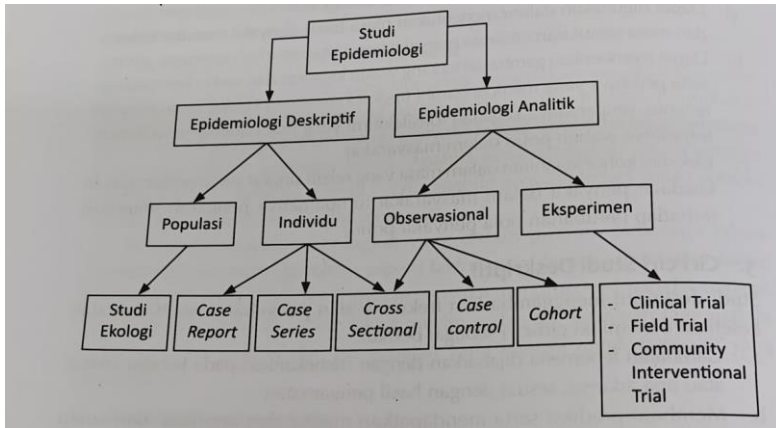 Studi
Epidemiologi
Epidemiologi Deskriptif
Epidemiologi Analitik
Populasi
Individu
Observasional
Eksperimen
Studi
Ekologi
Case
Report
Case
Series
Cross
Sectional
Case
control
Cohort
- Clinical Trial
- Field Trial
- Community
Interventional
Trial